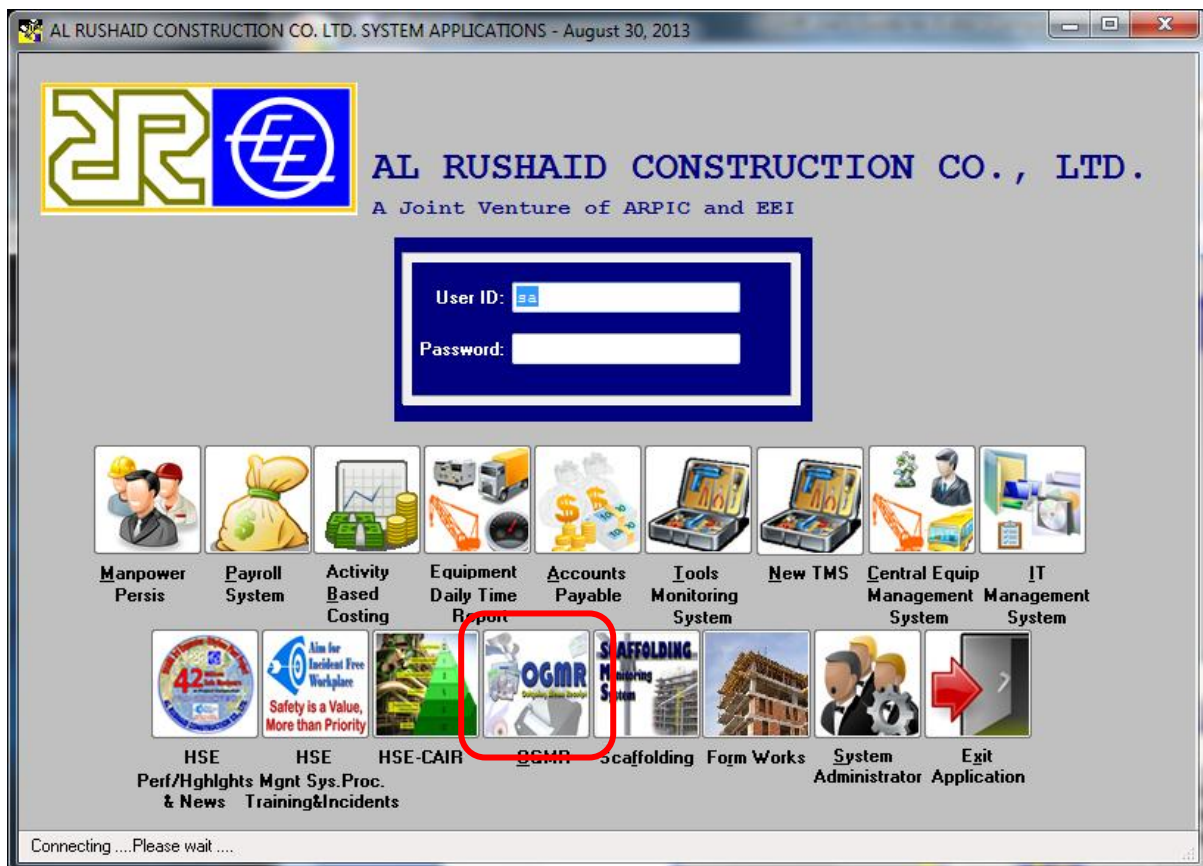 AL RUSHAID CONSTRUCTION CO. LTD. SYSTEM APPLICATIONS - August 30, 2013
AL RUSHAID CONSTRUCTION CO., LTD.
A Joint Venture of ARPIC and EEI
User ID: sa
Password:
Manpower Persis
Payroll System
Activity Based Costing
Equipment Daily Time Report
Accounts Payable
Tools Monitoring System
New TMS
Central Equip Management System
IT Management System
42
Aim for
Incident Free
Workplace
Safety is a Value,
More than Priority
OGMR
SCAFFOLDING
Monitoring
System
HSE Perf/Hghlghts & News
HSE Mgnt Sys.Proc. Training&Incidents
HSE-CAIR
OGMR
Scaffolding
Form Works
System Administrator
Exit Application
Connecting ....Please wait ....